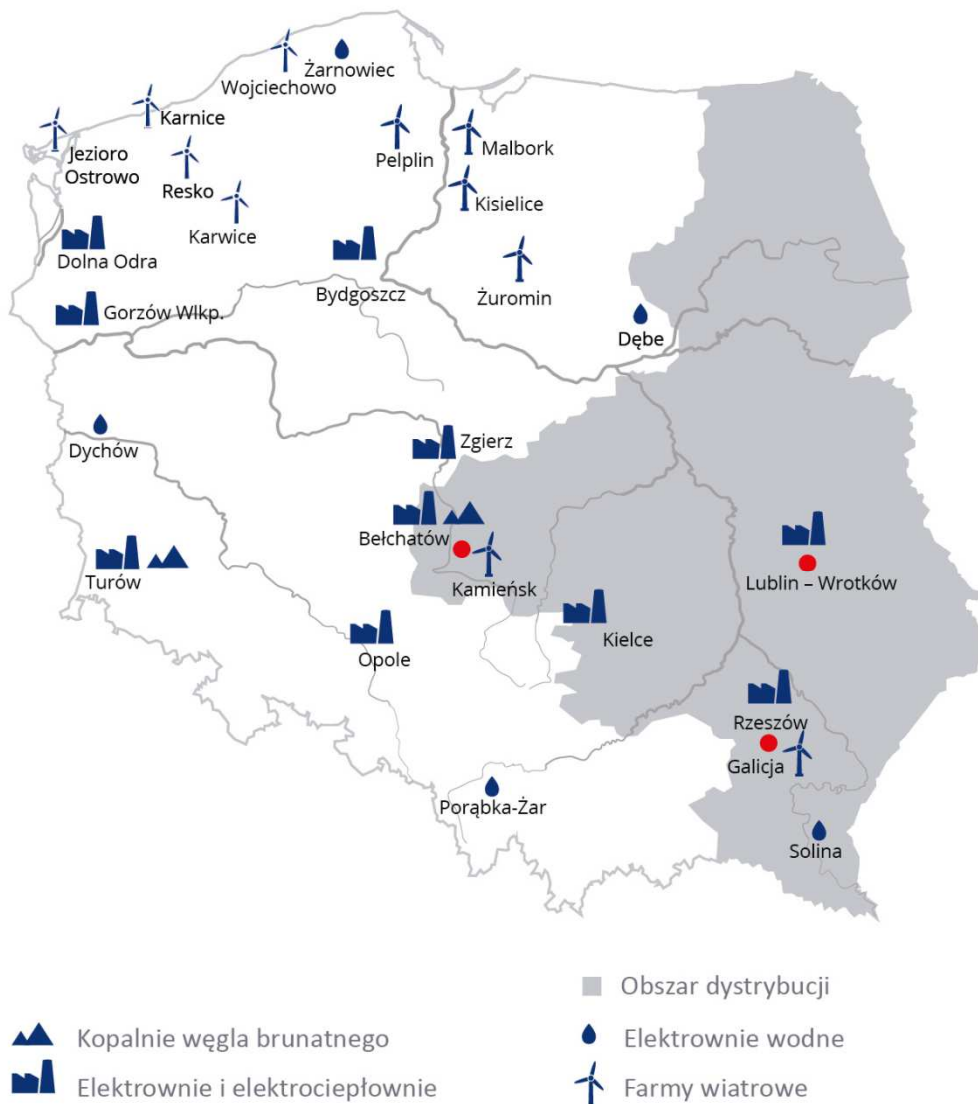 Wojciechowo
Żarnowiec
Karnice
Jezioro
Ostrowo
Resko
Pelplin
Malbork
Kisielice
Karwice
Dolna Odra
Bydgoszcz
Żuromin
Gorzów Wlkp.
Dębe
Dychów
Zgierz
Bełchatów
Turów
Kamieńsk
Lublin – Wrotków
Opole
Kielce
Rzeszów
Galicja
Porąbka-Żar
Solina
Obszar dystrybucji
Kopalnie węgla brunatnego
Elektrownie wodne
Elektrownie i elektrociepłownie
Farmy wiatrowe